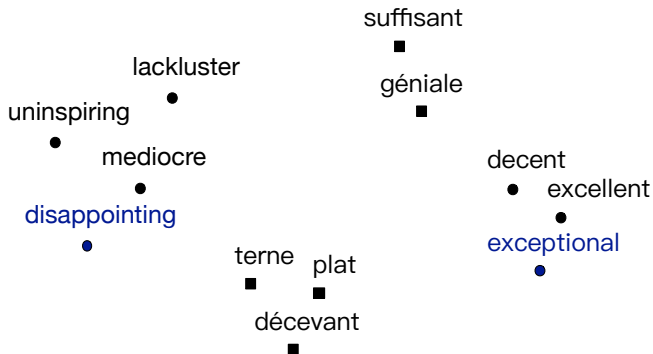 suffisant
lackluster
géniale
uninspiring
mediocre
decent
excellent
disappointing
exceptional
terne
plat
décevant